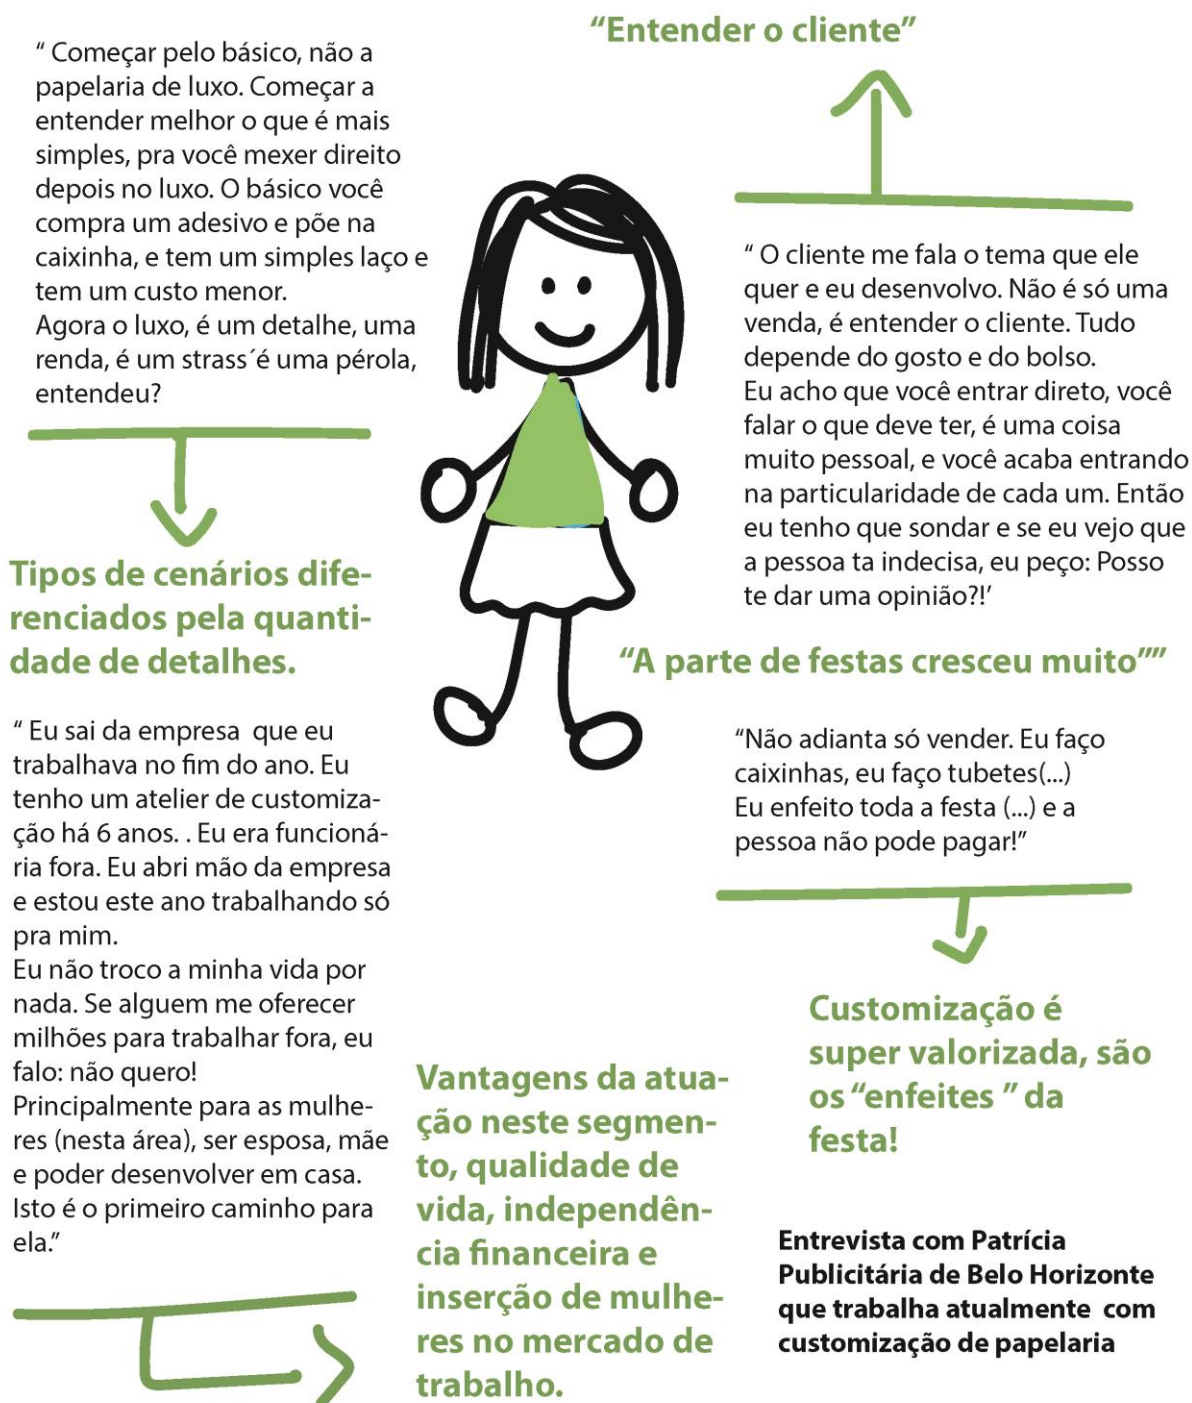 “ Começar pelo básico, não a
papelaria de luxo. Começar a
entender melhor o que é mais
simples, pra você mexer direito
depois no luxo. O básico você
compra um adesivo e põe na
caixinha, e tem um simples laço e
tem um custo menor.
Agora o luxo, é um detalhe, uma
renda, é um strass´é uma pérola,
entendeu?
Tipos de cenários dife-
renciados pela quanti-
dade de detalhes.
“ Eu sai da empresa  que eu
trabalhava no fim do ano. Eu
tenho um atelier de customiza-
ção há 6 anos. . Eu era funcioná-
ria fora. Eu abri mão da empresa
e estou este ano trabalhando só
pra mim.
Eu não troco a minha vida por
nada. Se alguem me oferecer
milhões para trabalhar fora, eu
falo: não quero!
Principalmente para as mulhe-
res (nesta área), ser esposa, mãe
e poder desenvolver em casa.
Isto é o primeiro caminho para
ela.”
Vantagens da atua-
ção neste segmen-
to, qualidade de
vida, independên-
cia financeira e
inserção de mulhe-
res no mercado de
trabalho.
“Entender o cliente”
“ O cliente me fala o tema que ele
quer e eu desenvolvo. Não é só uma
venda, é entender o cliente. Tudo
depende do gosto e do bolso.
Eu acho que você entrar direto, você
falar o que deve ter, é uma coisa
muito pessoal, e você acaba entrando
na particularidade de cada um. Então
eu tenho que sondar e se eu vejo que
a pessoa ta indecisa, eu peço: Posso
te dar uma opinião?!’
“A parte de festas cresceu muito””
“Não adianta só vender. Eu faço
caixinhas, eu faço tubetes(...)
Eu enfeito toda a festa (...) e a
pessoa não pode pagar!”
Customização é
super valorizada, são
os “enfeites ” da
festa!
Entrevista com Patrícia
Publicitária de Belo Horizonte
que trabalha atualmente  com
customização de papelaria